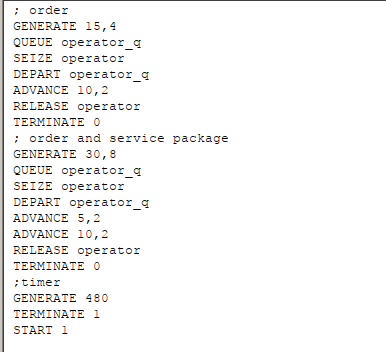 ; order
GENERATE 15,4
QUEUE operator_q
SEIZE operator
DEPART operator_q
ADVANCE 10,2
RELEASE operator
TERMINATE 0
; order and service package
GENERATE 30,8
QUEUE operator_q
SEIZE operator
DEPART operator_q
ADVANCE 5,2
ADVANCE 10,2
RELEASE operator
TERMINATE 0
;timer
GENERATE 480
TERMINATE 1
START 1